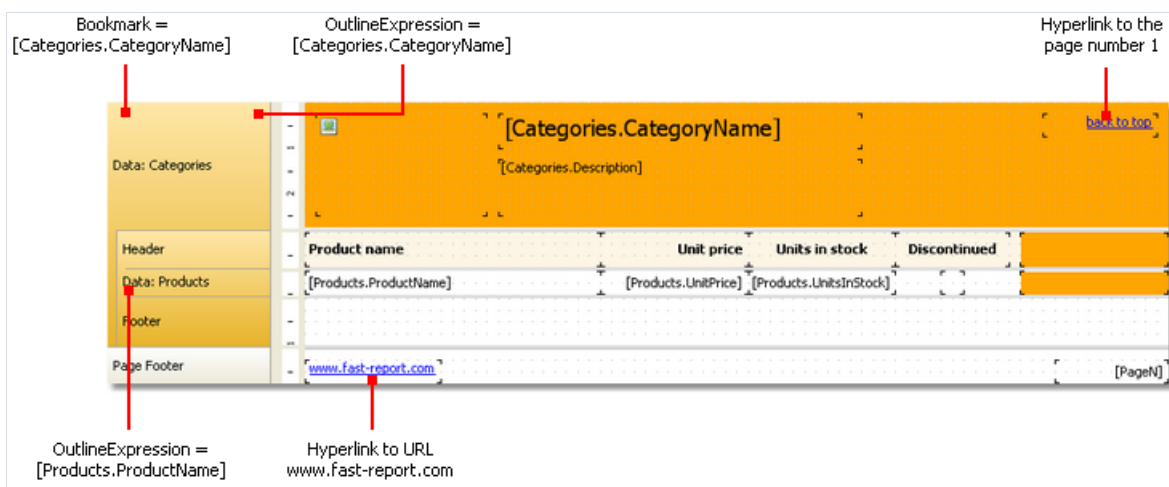 Bookmark =
[Categories.CategoryName]
OutlineExpression =
[Categories.CategoryName]
Hyperlink to the
page number 1
Data: Categories
2
[Categories.CategoryName]
back to top
[Categories.Description]
Header
Product name
Unit price
Units in stock
Discontinued
Data: Products
[Products.ProductName]
[Products.UnitPrice]
[Products.UnitsInStock]
Footer
Page Footer
www.fast-report.com
[PageN]
OutlineExpression =
[Products.ProductName]
Hyperlink to URL
www.fast-report.com